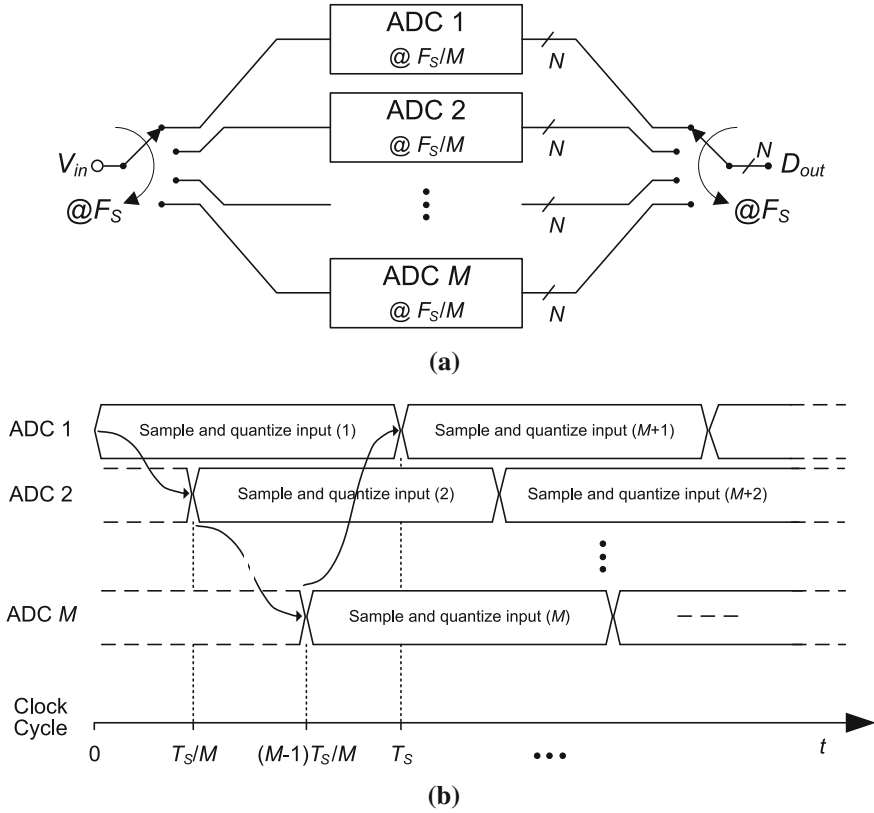 ADC 1
@ F_S/M
N
ADC 2
@ F_S/M
N
V_in
@F_S
N
D_out
@F_S
N
ADC M
@ F_S/M
N
(a)
ADC 1
Sample and quantize input (1)
Sample and quantize input (M+1)
ADC 2
Sample and quantize input (2)
Sample and quantize input (M+2)
ADC M
Sample and quantize input (M)
Clock
Cycle
0
T_S/M
(M-1)T_S/M
T_S
t
(b)